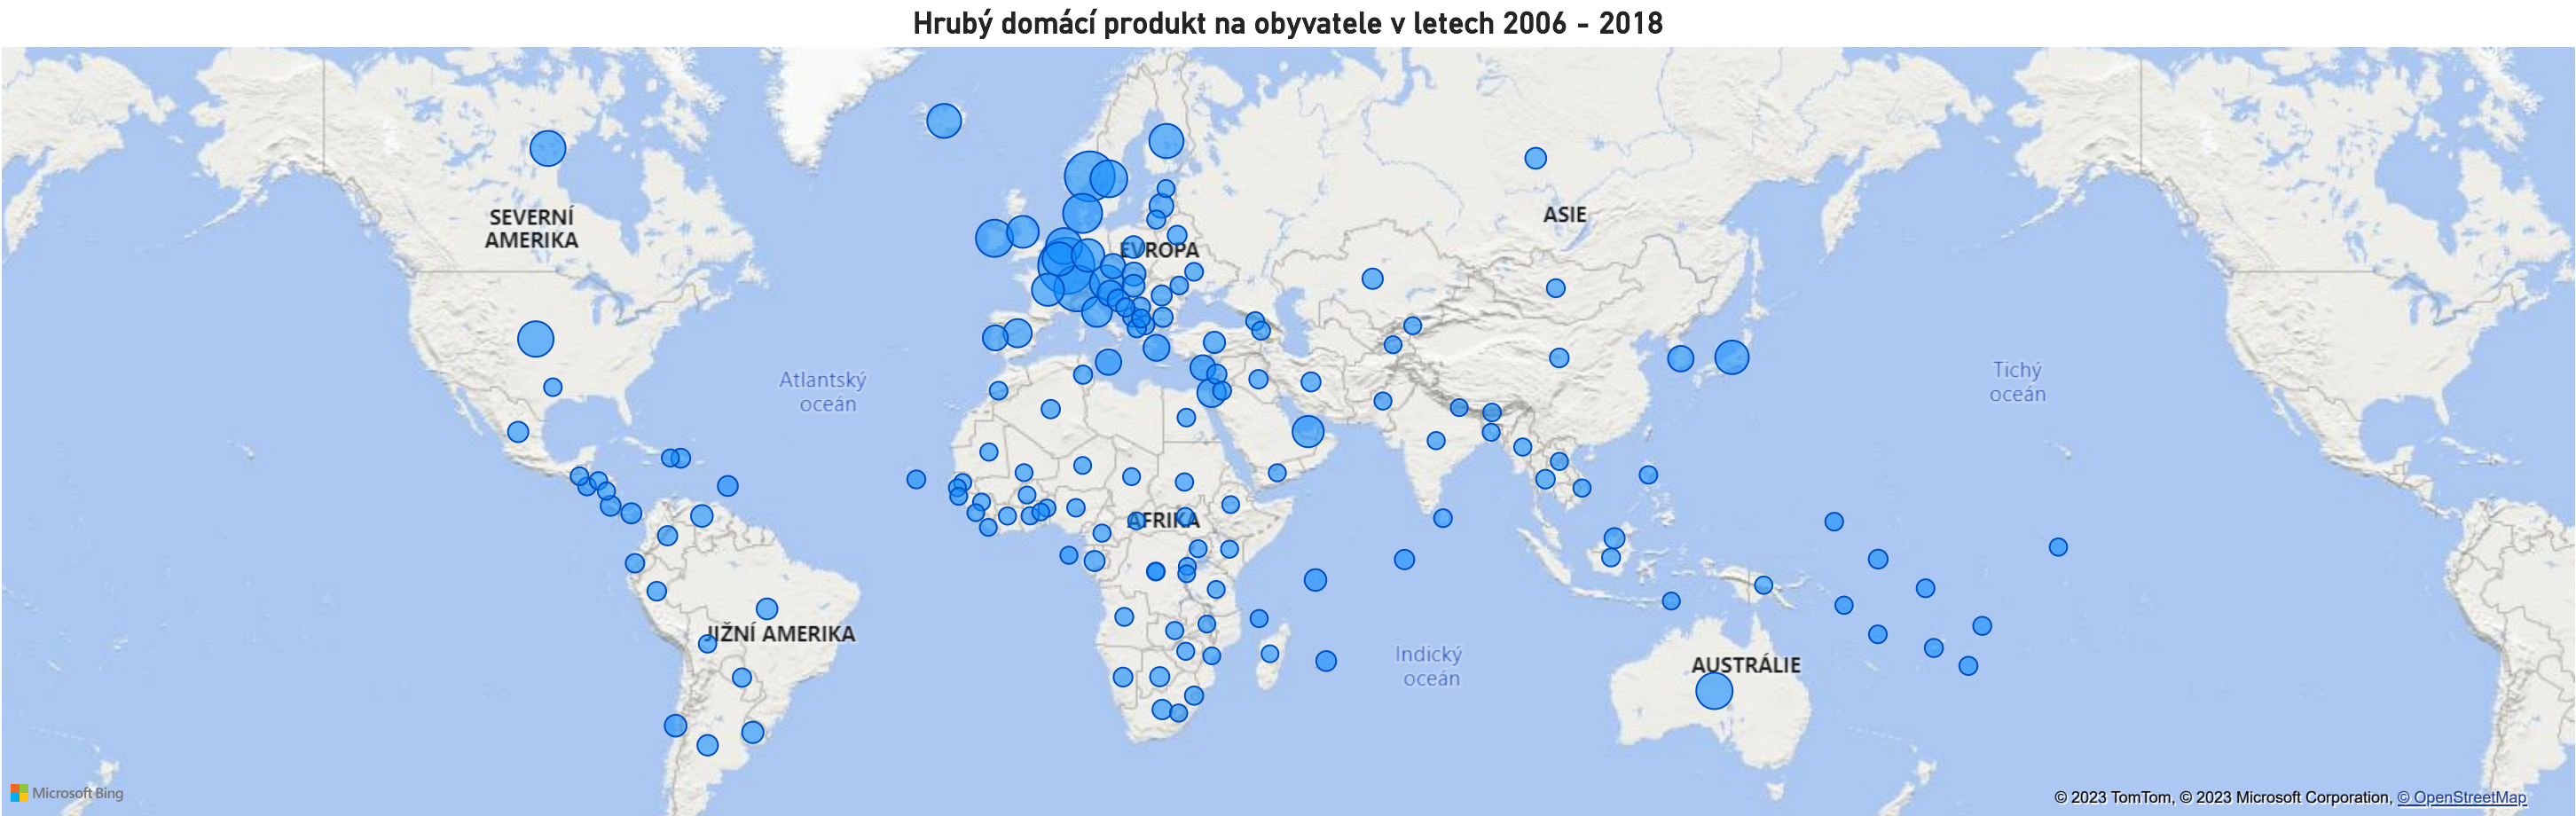 Hrubý domácí produkt na obyvatele v letech 2006 - 2018
SEVERNÍ
AMERIKA
ASIE
EVROPA
Atlantský
oceán
Tichý
oceán
AFRIKA
JIŽNÍ AMERIKA
Indický
oceán
AUSTRÁLIE
Microsoft Bing
© 2023 TomTom, © 2023 Microsoft Corporation, © OpenStreetMap